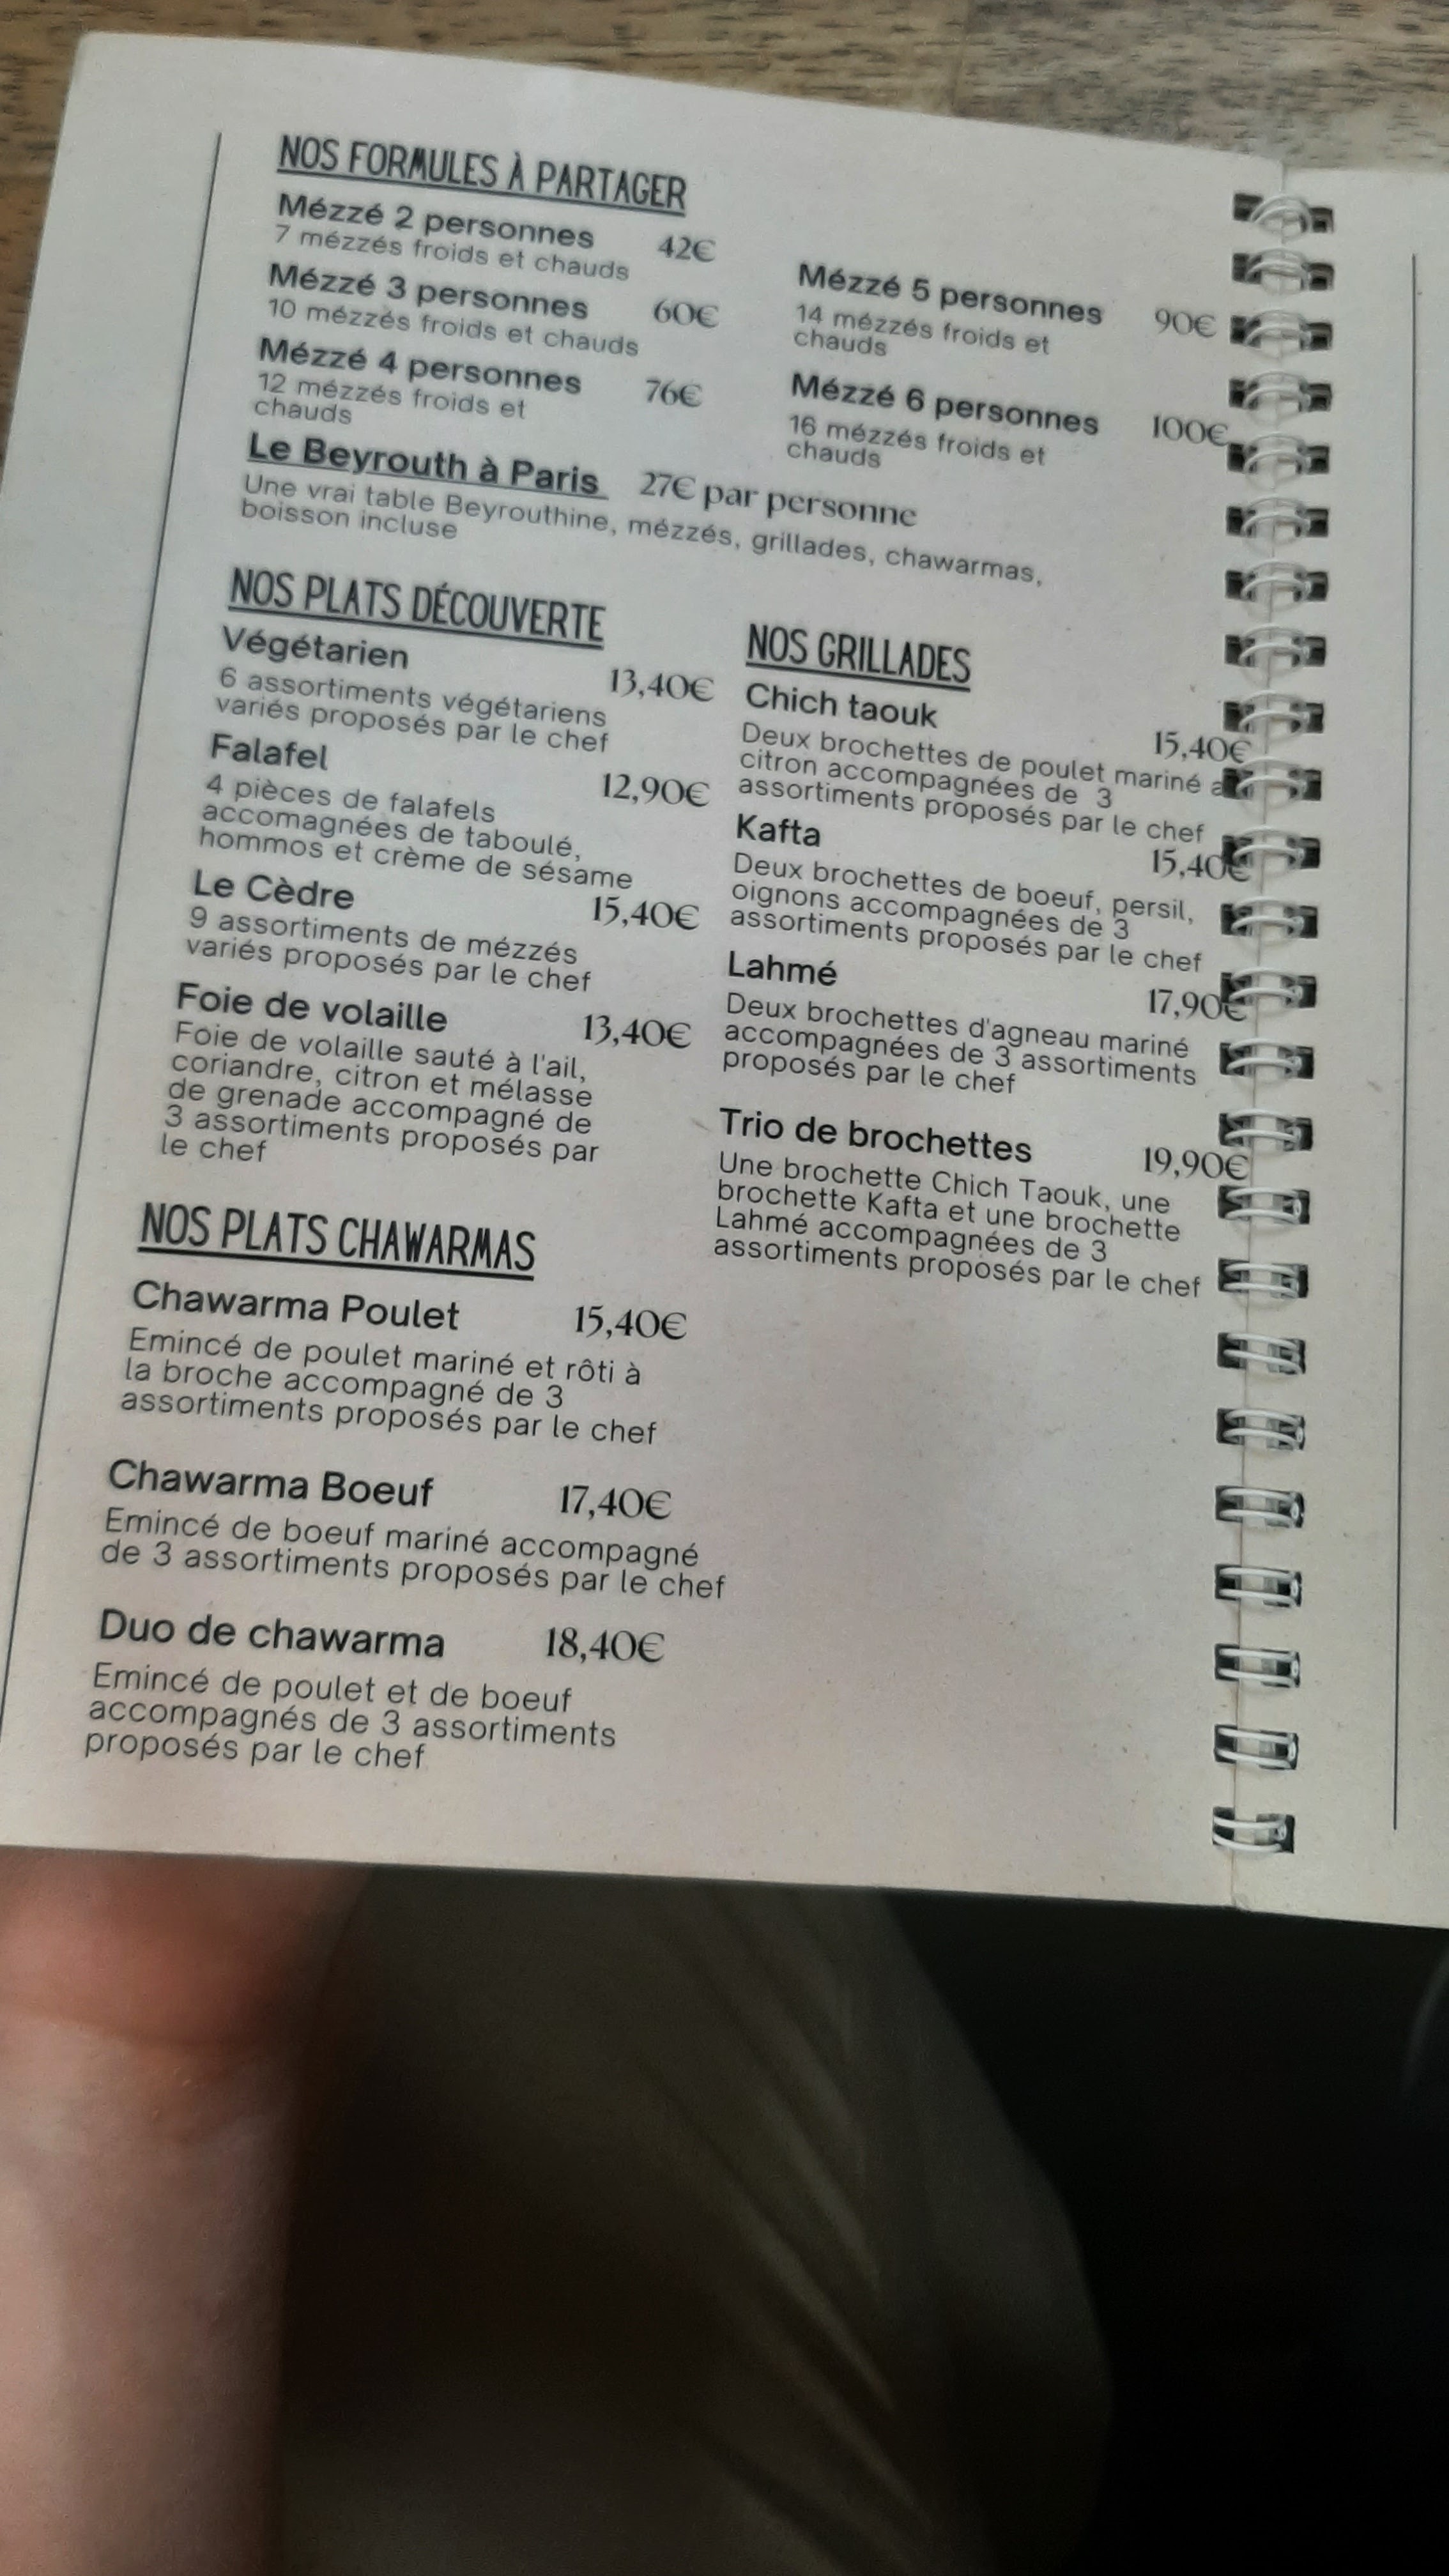 NOS FORMULES À PARTAGER
Mézzé 2 personnes 42€
7 mézzés froids et chauds
Mézzé 3 personnes 60€
10 mézzés froids et chauds
Mézzé 4 personnes 76€
12 mézzés froids et
chauds
Mézzé 5 personnes 90€
14 mézzés froids et
chauds
Mézzé 6 personnes 100€
16 mézzés froids et
chauds
Le Beyrouth à Paris 27€ par personne
Une vrai table Beyrouthine, mézzés, grillades, chawarmas,
boisson incluse
NOS PLATS DÉCOUVERTE
Végétarien 13,40€
6 assortiments végétariens
variés proposés par le chef
Falafel 12,90€
4 pièces de falafels
accomagnées de taboulé,
hommos et crème de sésame
Le Cèdre 15,40€
9 assortiments de mézzés
variés proposés par le chef
Foie de volaille 13,40€
Foie de volaille sauté à l'ail,
coriandre, citron et mélasse
de grenade accompagné de
3 assortiments proposés par
le chef
NOS PLATS CHAWARMAS
Chawarma Poulet 15,40€
Emincé de poulet mariné et rôti à
la broche accompagné de 3
assortiments proposés par le chef
Chawarma Boeuf 17,40€
Emincé de boeuf mariné accompagné
de 3 assortiments proposés par le chef
Duo de chawarma 18,40€
Emincé de poulet et de boeuf
accompagnés de 3 assortiments
proposés par le chef
NOS GRILLADES
Chich taouk 15,40€
Deux brochettes de poulet mariné
citron accompagnées de 3
assortiments proposés par le chef
Kafta 15,40€
Deux brochettes de boeuf, persil,
oignons accompagnées de 3
assortiments proposés par le chef
Lahmé 17,90€
Deux brochettes d'agneau mariné
accompagnées de 3 assortiments
proposés par le chef
Trio de brochettes 19,90€
Une brochette Chich Taouk, une
brochette Kafta et une brochette
Lahmé accompagnées de 3
assortiments proposés par le chef